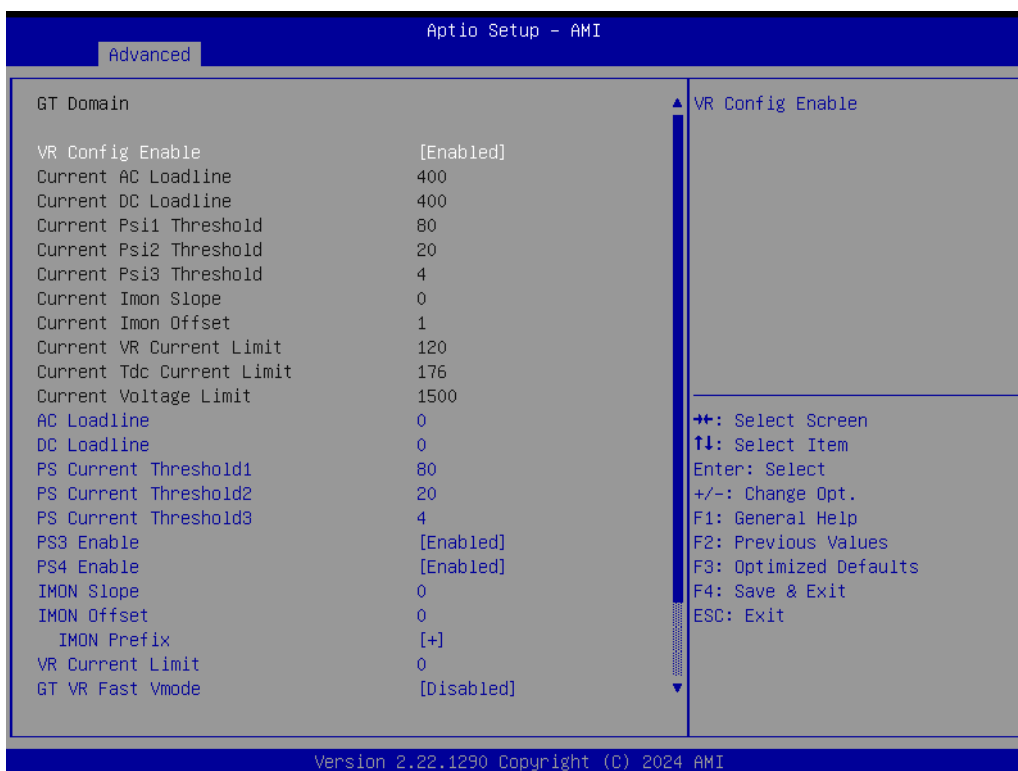 Aptio Setup – AMI
Advanced
GT Domain
VR Config Enable [Enabled]
Current AC Loadline 400
Current DC Loadline 400
Current Psi1 Threshold 80
Current Psi2 Threshold 20
Current Psi3 Threshold 4
Current Imon Slope 0
Current Imon Offset 1
Current VR Current Limit 120
Current Tdc Current Limit 176
Current Voltage Limit 1500
AC Loadline 0
DC Loadline 0
PS Current Threshold1 80
PS Current Threshold2 20
PS Current Threshold3 4
PS3 Enable [Enabled]
PS4 Enable [Enabled]
IMON Slope 0
IMON Offset 0
IMON Prefix [+]
VR Current Limit 0
GT VR Fast Vmode [Disabled]
VR Config Enable
→←: Select Screen
↑↓: Select Item
Enter: Select
+/-: Change Opt.
F1: General Help
F2: Previous Values
F3: Optimized Defaults
F4: Save & Exit
ESC: Exit
Version 2.22.1290 Copyright (C) 2024 AMI